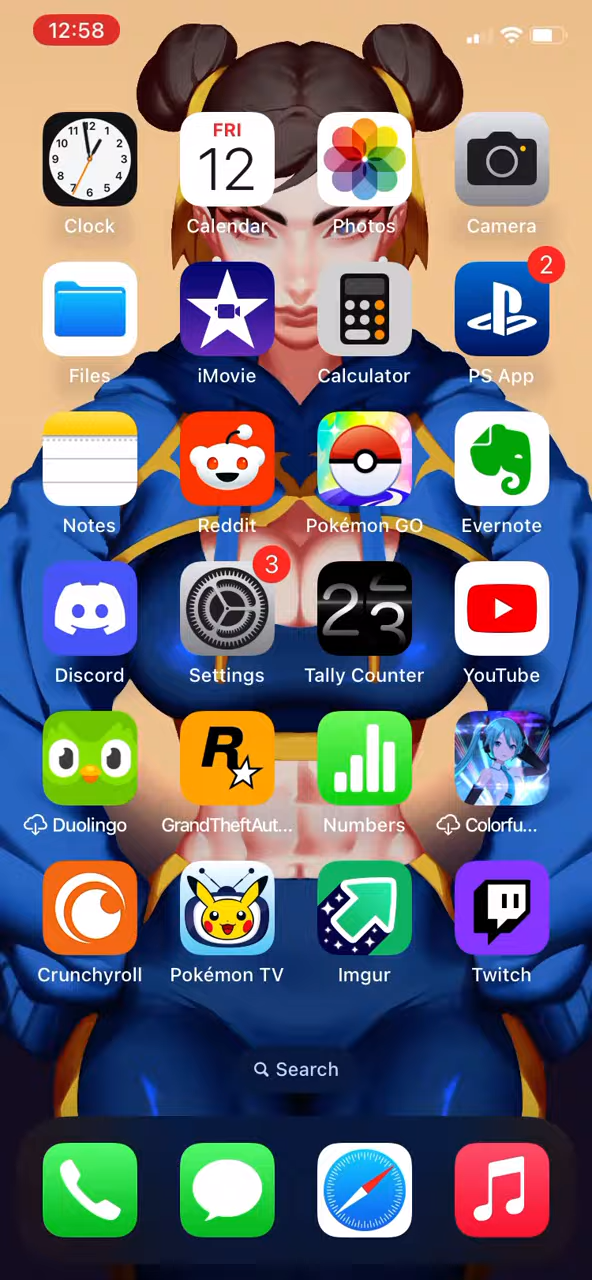 12:58
FRI
12
Clock
Calendar
Photos
Camera
2
Files
iMovie
Calculator
PS App
Notes
Reddit
Pokémon GO
Evernote
3
23
Discord
Settings
Tally Counter
YouTube
R
Duolingo
GrandTheftAut...
Numbers
Colorfu...
Crunchyroll
Pokémon TV
Imgur
Twitch
Search